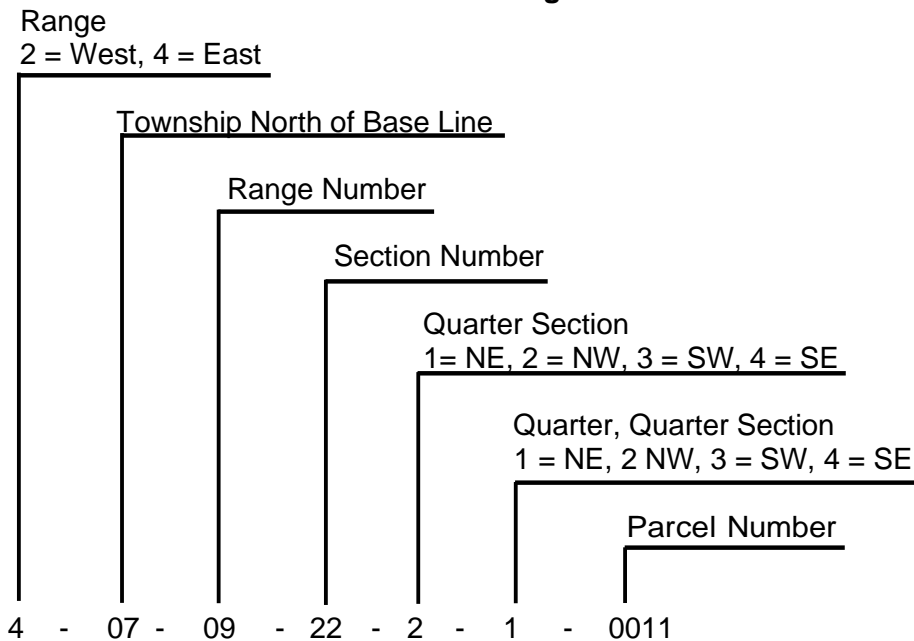 Range
2 = West, 4 = East
Township North of Base Line
Range Number
Section Number
Quarter Section
1= NE, 2 = NW, 3 = SW, 4 = SE
Quarter, Quarter Section
1 = NE, 2 NW, 3 = SW, 4 = SE
Parcel Number
4 - 07 - 09 - 22 - 2 - 1 - 0011